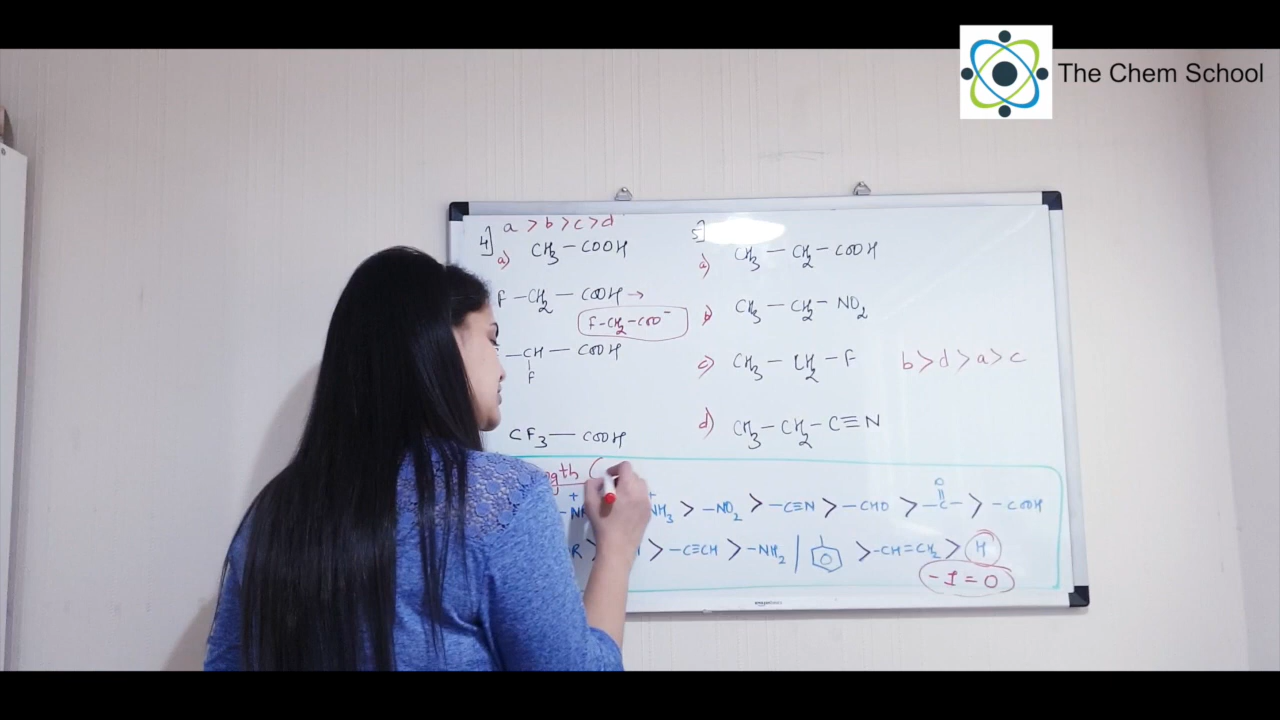 The Chem School
4] a > b > c > d
a) CH₃ — COOH
F — CH₂ — COOH →
F–CH₂–COO⁻
— CH — COOH
F
CF₃ — COOH
5]
a) CH₃ — CH₂ — COOH
b) CH₃ — CH₂ — NO₂
c) CH₃ — CH₂ — F
b > d > a > c
d) CH₃ — CH₂ — C≡N
ngth (
+ +
NH₃ > –NO₂ > –C≡N > –CHO > –C– > –COOH
O
R > > –C≡CH > –NH₂ | > –CH=CH₂ > H
–I = 0